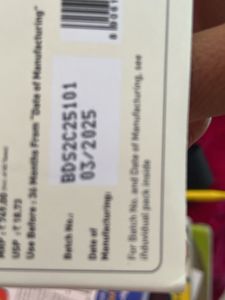 USP : ₹ 18.73
Use Before : 36 Months From "Date of Manufacturing"
Batch No.: BDS2C25101
Date of Manufacturing: 03/2025
For Batch No. and Date of Manufacturing, see
individual pack inside